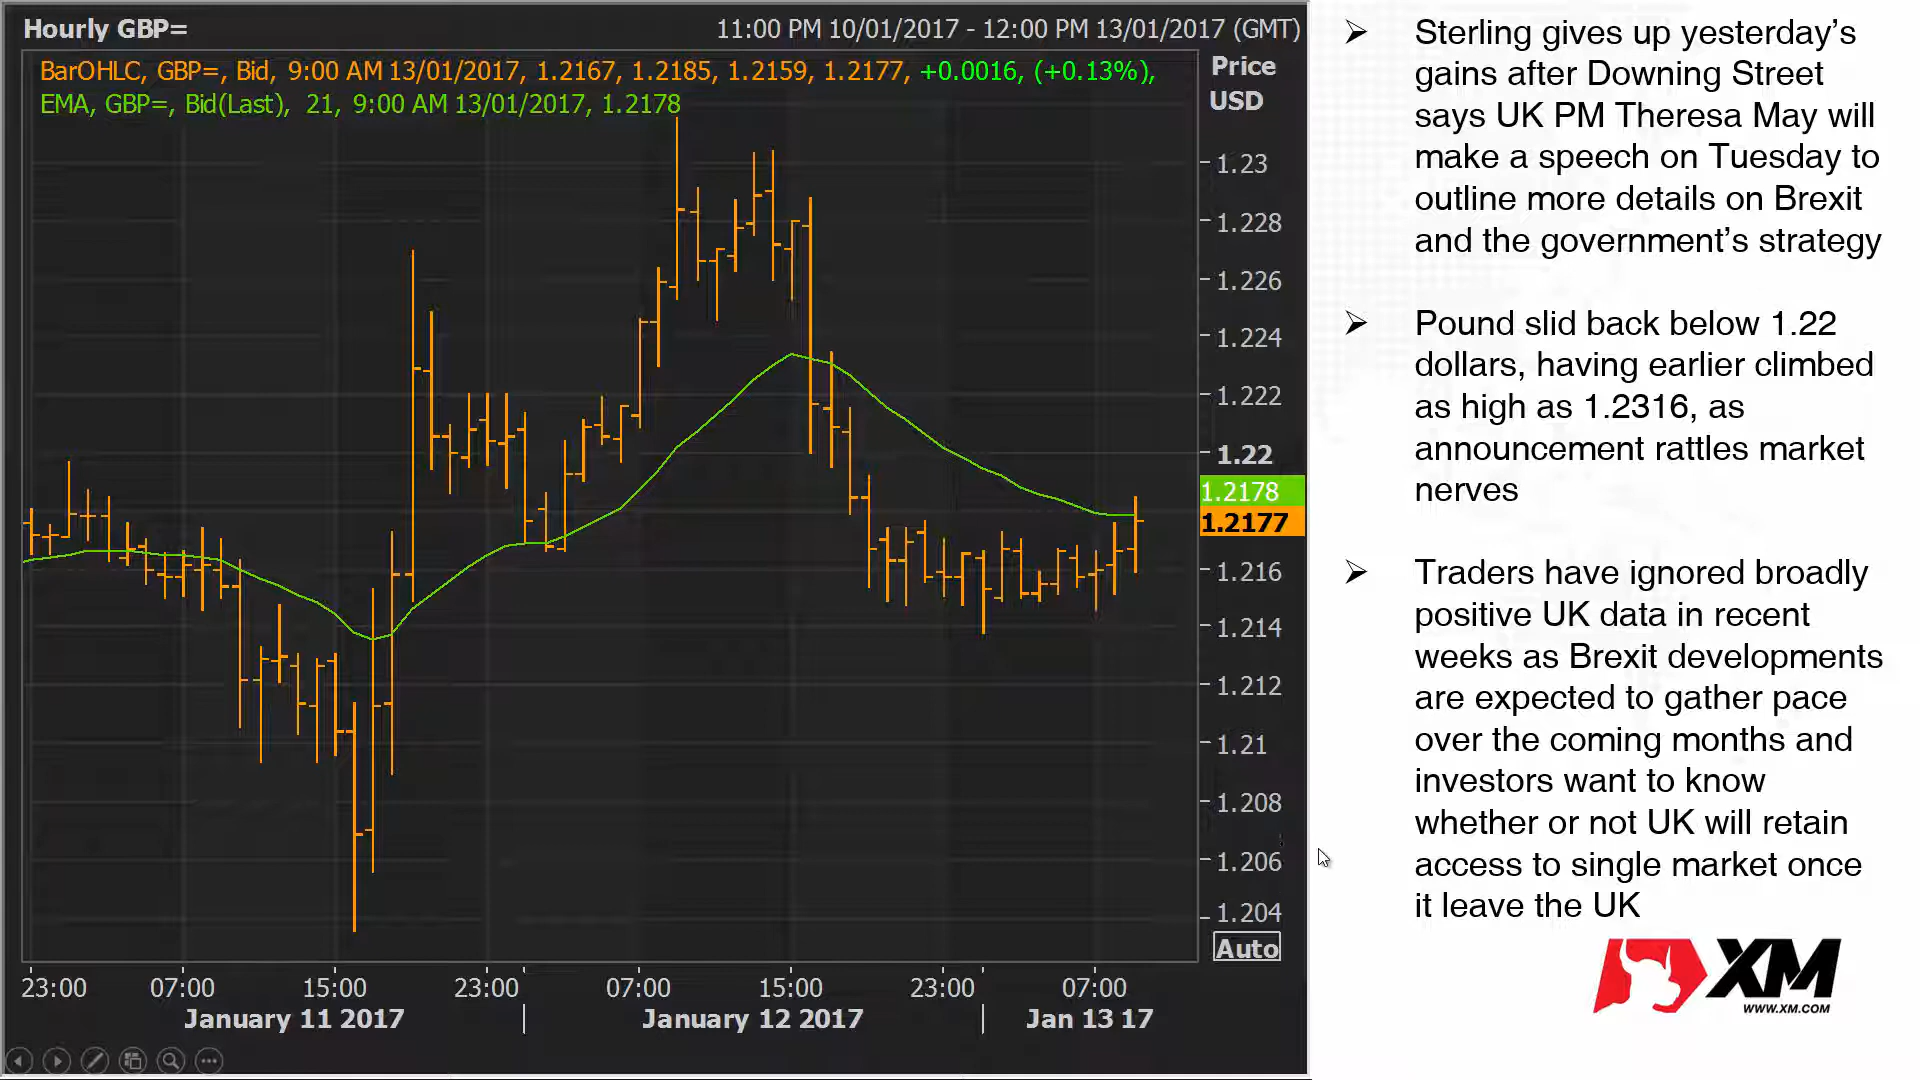 Hourly GBP=
11:00 PM 10/01/2017 - 12:00 PM 13/01/2017 (GMT)
BarOHLC, GBP=, Bid, 9:00 AM 13/01/2017, 1.2167, 1.2185, 1.2159, 1.2177, +0.0016, (+0.13%),
EMA, GBP=, Bid(Last), 21, 9:00 AM 13/01/2017, 1.2178
Price
USD
1.23
1.228
1.226
1.224
1.222
1.22
1.2178
1.2177
1.216
1.214
1.212
1.21
1.208
1.206
1.204
Auto
23:00 07:00 15:00 23:00 07:00 15:00 23:00 07:00
January 11 2017 January 12 2017 Jan 13 17
➢ Sterling gives up yesterday’s
gains after Downing Street
says UK PM Theresa May will
make a speech on Tuesday to
outline more details on Brexit
and the government’s strategy
➢ Pound slid back below 1.22
dollars, having earlier climbed
as high as 1.2316, as
announcement rattles market
nerves
➢ Traders have ignored broadly
positive UK data in recent
weeks as Brexit developments
are expected to gather pace
over the coming months and
investors want to know
whether or not UK will retain
access to single market once
it leave the UK
XM
WWW.XM.COM